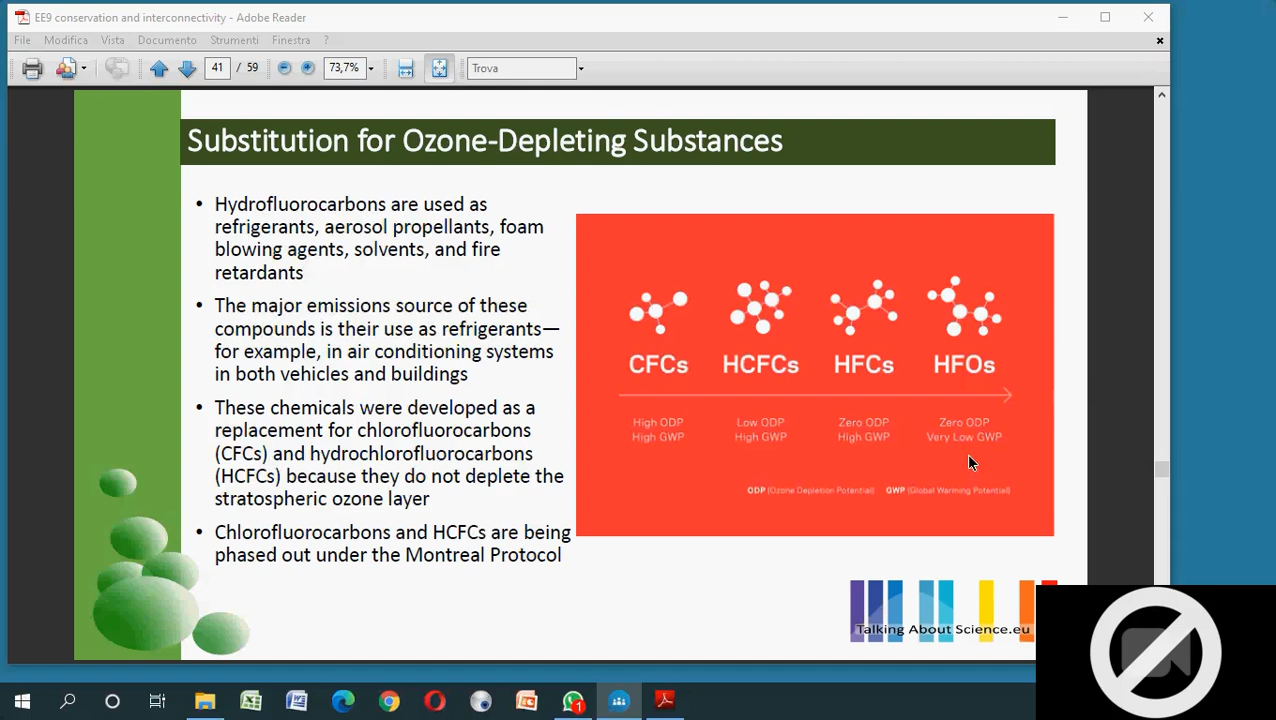 EE9 conservation and interconnectivity - Adobe Reader
File Modifica Vista Documento Strumenti Finestra ?
41 / 59 73,7% Trova
Substitution for Ozone-Depleting Substances
• Hydrofluorocarbons are used as
refrigerants, aerosol propellants, foam
blowing agents, solvents, and fire
retardants
• The major emissions source of these
compounds is their use as refrigerants—
for example, in air conditioning systems
in both vehicles and buildings
• These chemicals were developed as a
replacement for chlorofluorocarbons
(CFCs) and hydrochlorofluorocarbons
(HCFCs) because they do not deplete the
stratospheric ozone layer
• Chlorofluorocarbons and HCFCs are being
phased out under the Montreal Protocol
CFCs HCFCs HFCs HFOs
High ODP Low ODP Zero ODP Zero ODP
High GWP High GWP High GWP Very Low GWP
ODP (Ozone Depletion Potential) GWP (Global Warming Potential)
Talking About Science.eu
1